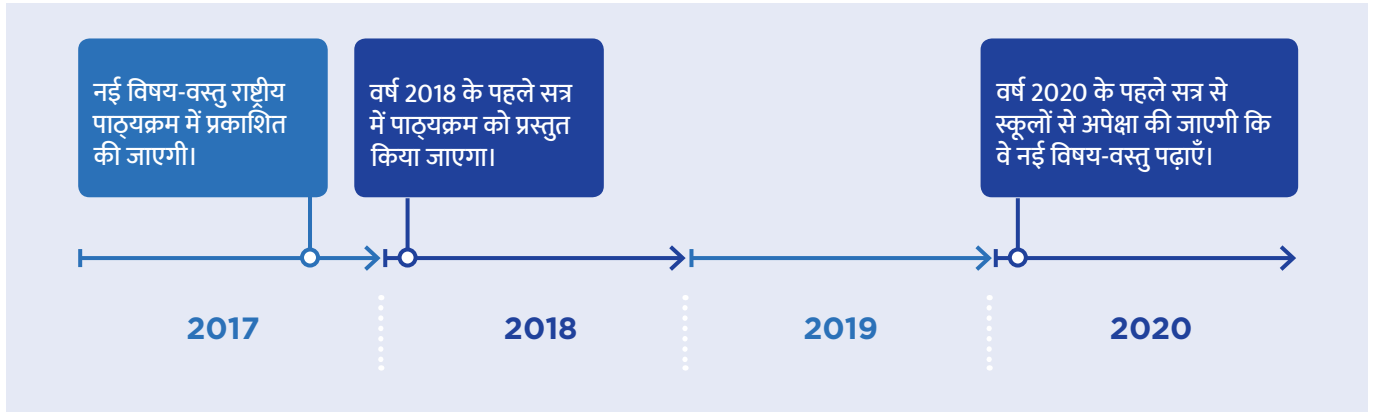 नई विषय-वस्तु राष्ट्रीय
पाठ्यक्रम में प्रकाशित
की जाएगी।
वर्ष 2018 के पहले सत्र
में पाठ्यक्रम को प्रस्तुत
किया जाएगा।
वर्ष 2020 के पहले सत्र से
स्कूलों से अपेक्षा की जाएगी कि
वे नई विषय-वस्तु पढ़ाएँ।
2017
2018
2019
2020